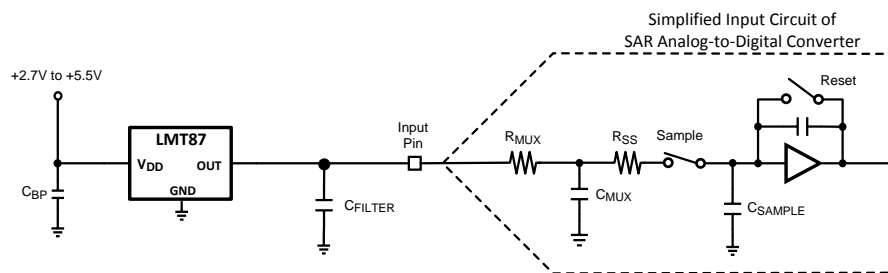 Simplified Input Circuit of
SAR Analog-to-Digital Converter
+2.7V to +5.5V
Reset
LMT87
Input
Pin
RMUX
RSS
Sample
VDD
OUT
GND
CBP
CFILTER
CMUX
CSAMPLE